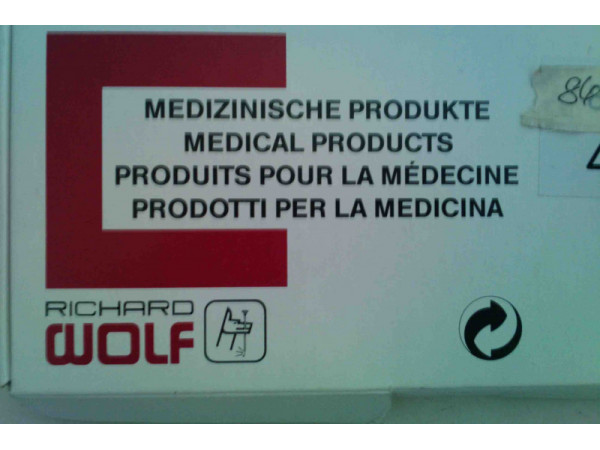 MEDIZINISCHE PRODUKTE
MEDICAL PRODUCTS
PRODUITS POUR LA MÉDECINE
PRODOTTI PER LA MEDICINA
RICHARD
WOLF